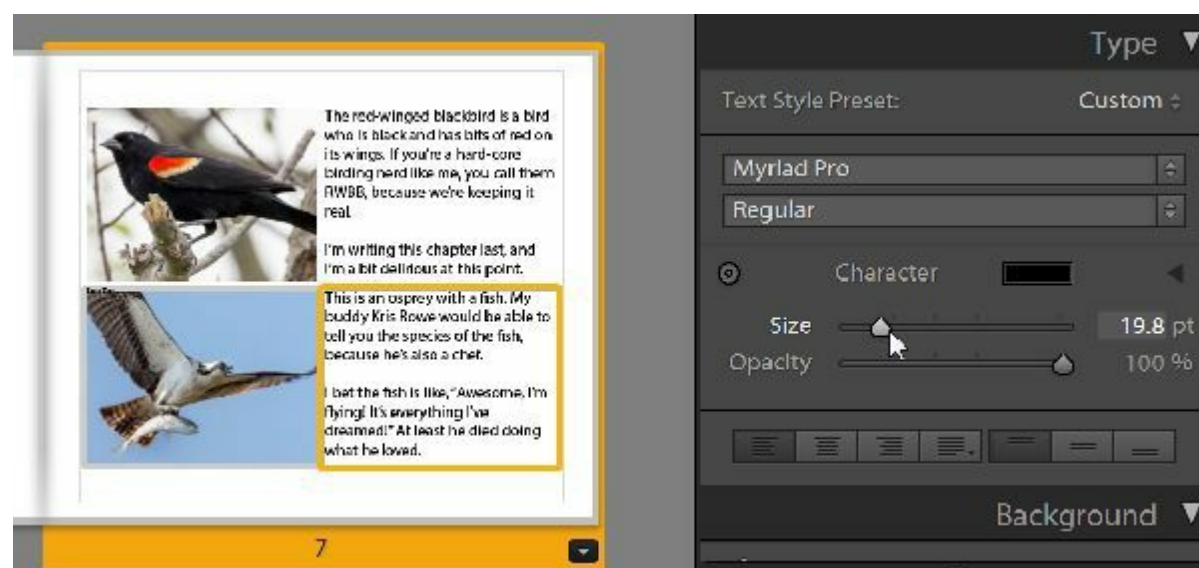 The red-winged blackbird is a bird
who is black and has bits of red on
its wings. If you're a hard-core
birding nerd like me, you call them
RWBB, because we're keeping it
real.
I'm writing this chapter last, and
I'm a bit delirious at this point.
This is an osprey with a fish. My
buddy Kris Rowe would be able to
tell you the species of the fish,
because he's also a chef.
I bet the fish is like, "Awesome, I'm
flying! It's everything I've
dreamed!" At least he died doing
what he loved.
7
Type
Text Style Preset: Custom
Myriad Pro
Regular
Character
Size 19.8 pt
Opacity 100 %
Background